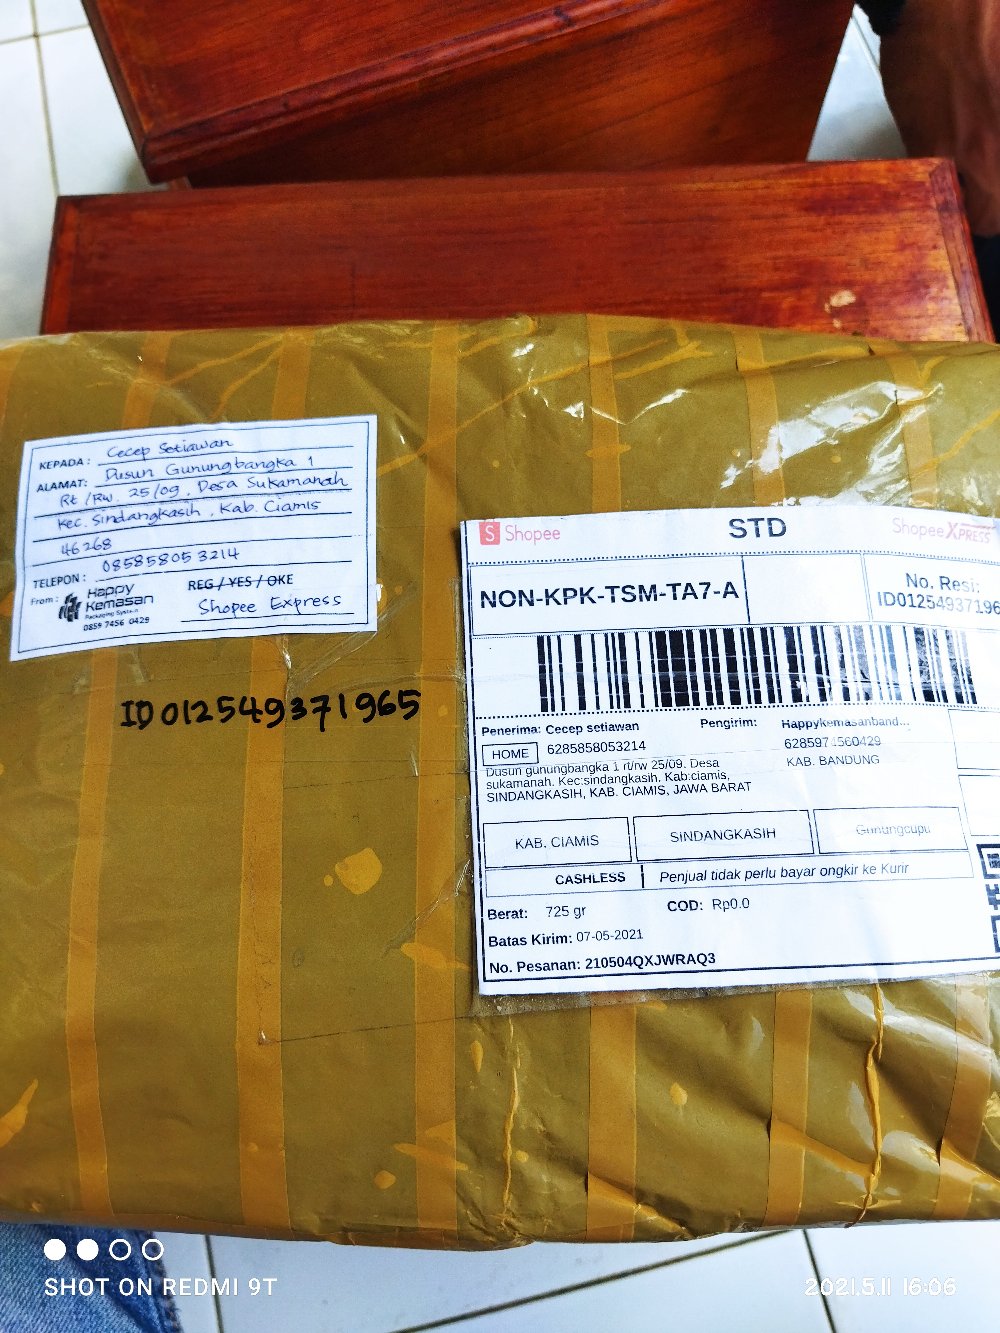 KEPADA: Cecep Setiawan
ALAMAT: Dusun Gunungbangka 1
Rt/Rw. 25/09, Desa Sukamanah
Kec. Sindangkasih, Kab. Ciamis
46268
TELEPON: 085858053214
From: Happy Kemasan
Packaging System
0859 7456 0429
REG / YES / OKE
Shopee Express
ID012549371965
Shopee
STD
Shopee XPRESS
NON-KPK-TSM-TA7-A
No. Resi:
ID01254937196
Penerima: Cecep setiawan
HOME 6285858053214
Dusun gunungbangka 1 rt/rw 25/09. Desa
sukamanah. Kec:sindangkasih. Kab:ciamis,
SINDANGKASIH, KAB. CIAMIS, JAWA BARAT
Pengirim: Happykemasanband...
6285974560429
KAB. BANDUNG
KAB. CIAMIS SINDANGKASIH Gunungcupu
CASHLESS Penjual tidak perlu bayar ongkir ke Kurir
Berat: 725 gr COD: Rp0.0
Batas Kirim: 07-05-2021
No. Pesanan: 210504QXJWRAQ3
SHOT ON REDMI 9T
2021.5.11 16:06